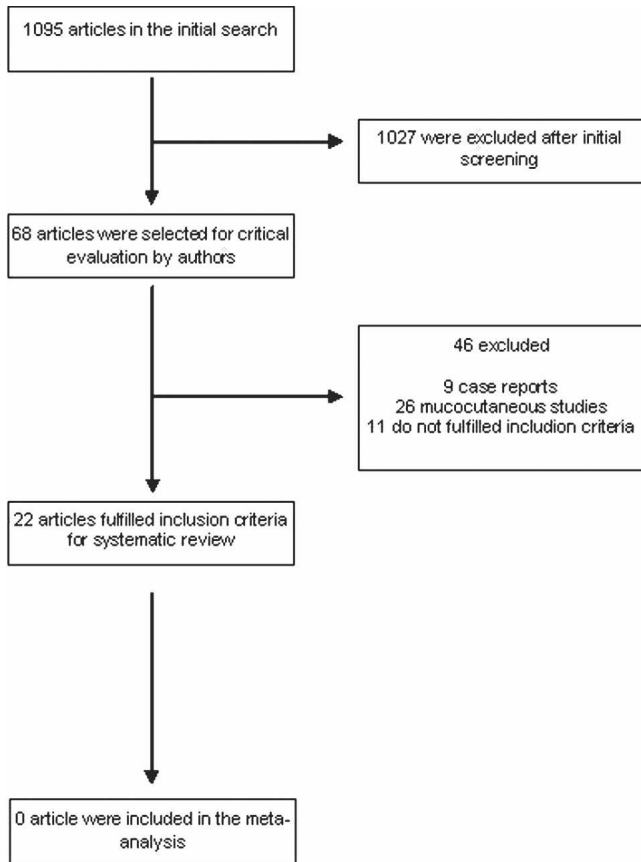 1095 articles in the initial search
1027 were excluded after initial
screening
68 articles were selected for critical
evaluation by authors
46 excluded
9 case reports
26 mucocutaneous studies
11 do not fulfilled includion criteria
22 articles fulfilled inclusion criteria
for systematic review
0 article were included in the meta-
analysis